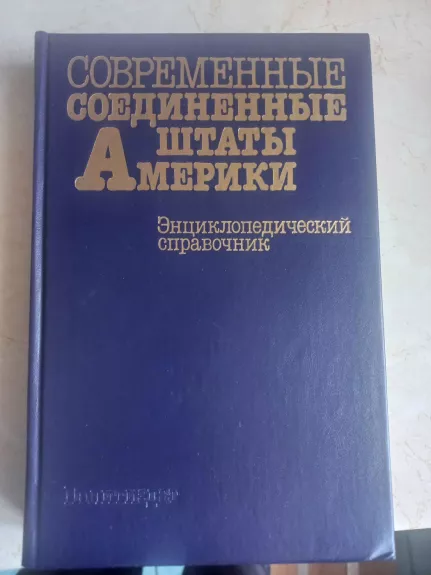 СОВРЕМЕННЫЕ
СОЕДИНЕННЫЕ
ШТАТЫ
АМЕРИКИ
Энциклопедический
справочник